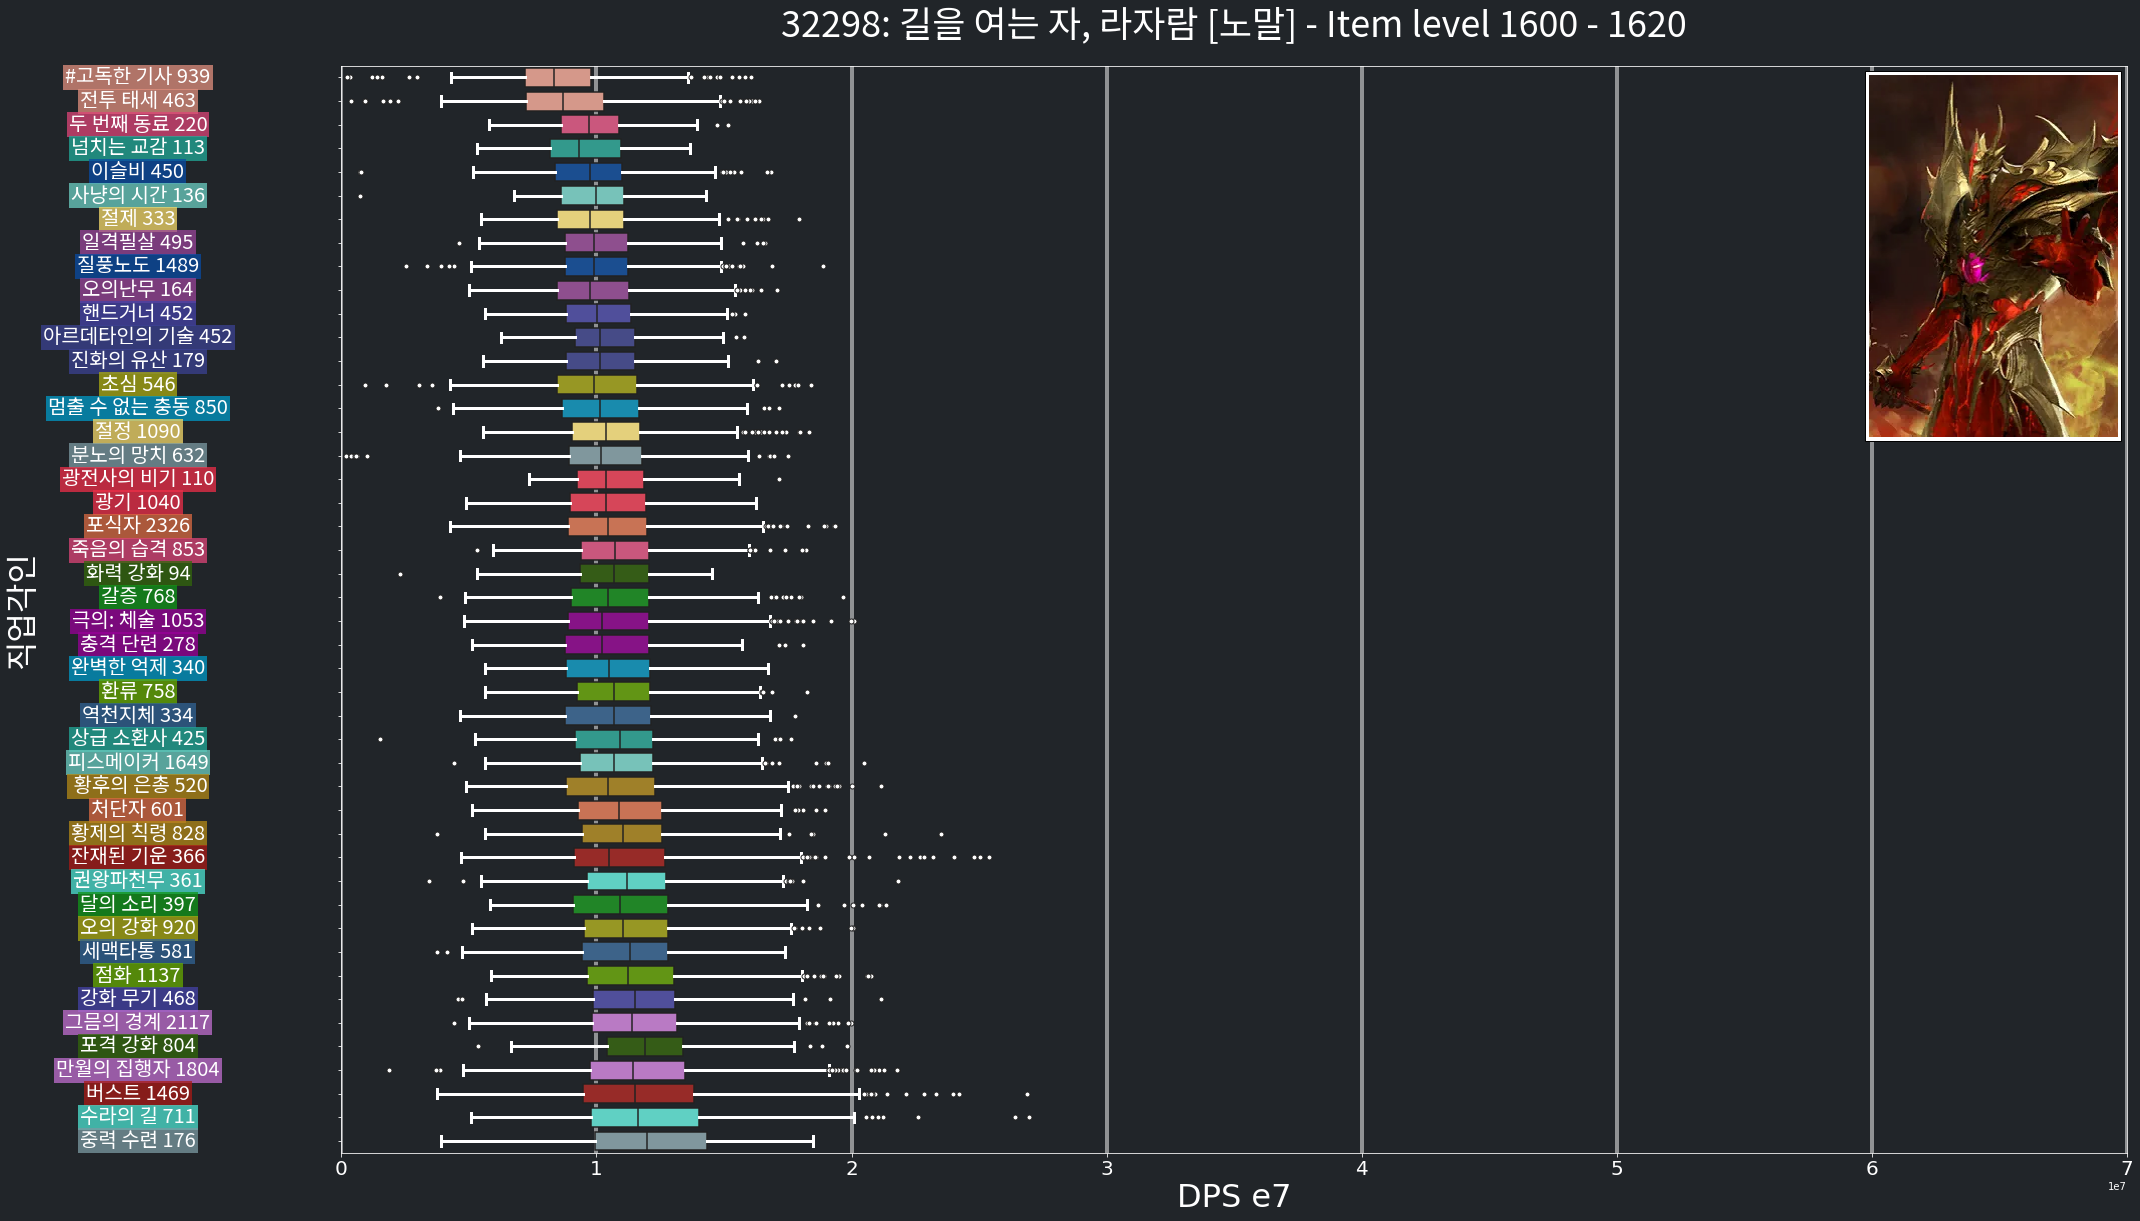 32298: 길을 여는 자, 라자람 [노말] - Item level 1600 - 1620
#고독한 기사 939
전투 태세 463
두 번째 동료 220
넘치는 교감 113
이슬비 450
사냥의 시간 136
절제 333
일격필살 495
질풍노도 1489
오의난무 164
핸드거너 452
아르데타인의 기술 452
진화의 유산 179
초심 546
멈출 수 없는 충동 850
절정 1090
분노의 망치 632
광전사의 비기 110
광기 1040
포식자 2326
죽음의 습격 853
화력 강화 94
갈증 768
극의: 체술 1053
충격 단련 278
완벽한 억제 340
환류 758
역천지체 334
상급 소환사 425
피스메이커 1649
황후의 은총 520
처단자 601
황제의 칙령 828
잔재된 기운 366
권왕파천무 361
달의 소리 397
오의 강화 920
세맥타통 581
점화 1137
강화 무기 468
그믐의 경계 2117
포격 강화 804
만월의 집행자 1804
버스트 1469
수라의 길 711
중력 수련 176
직업각인
0 1 2 3 4 5 6 7
1e7
DPS e7